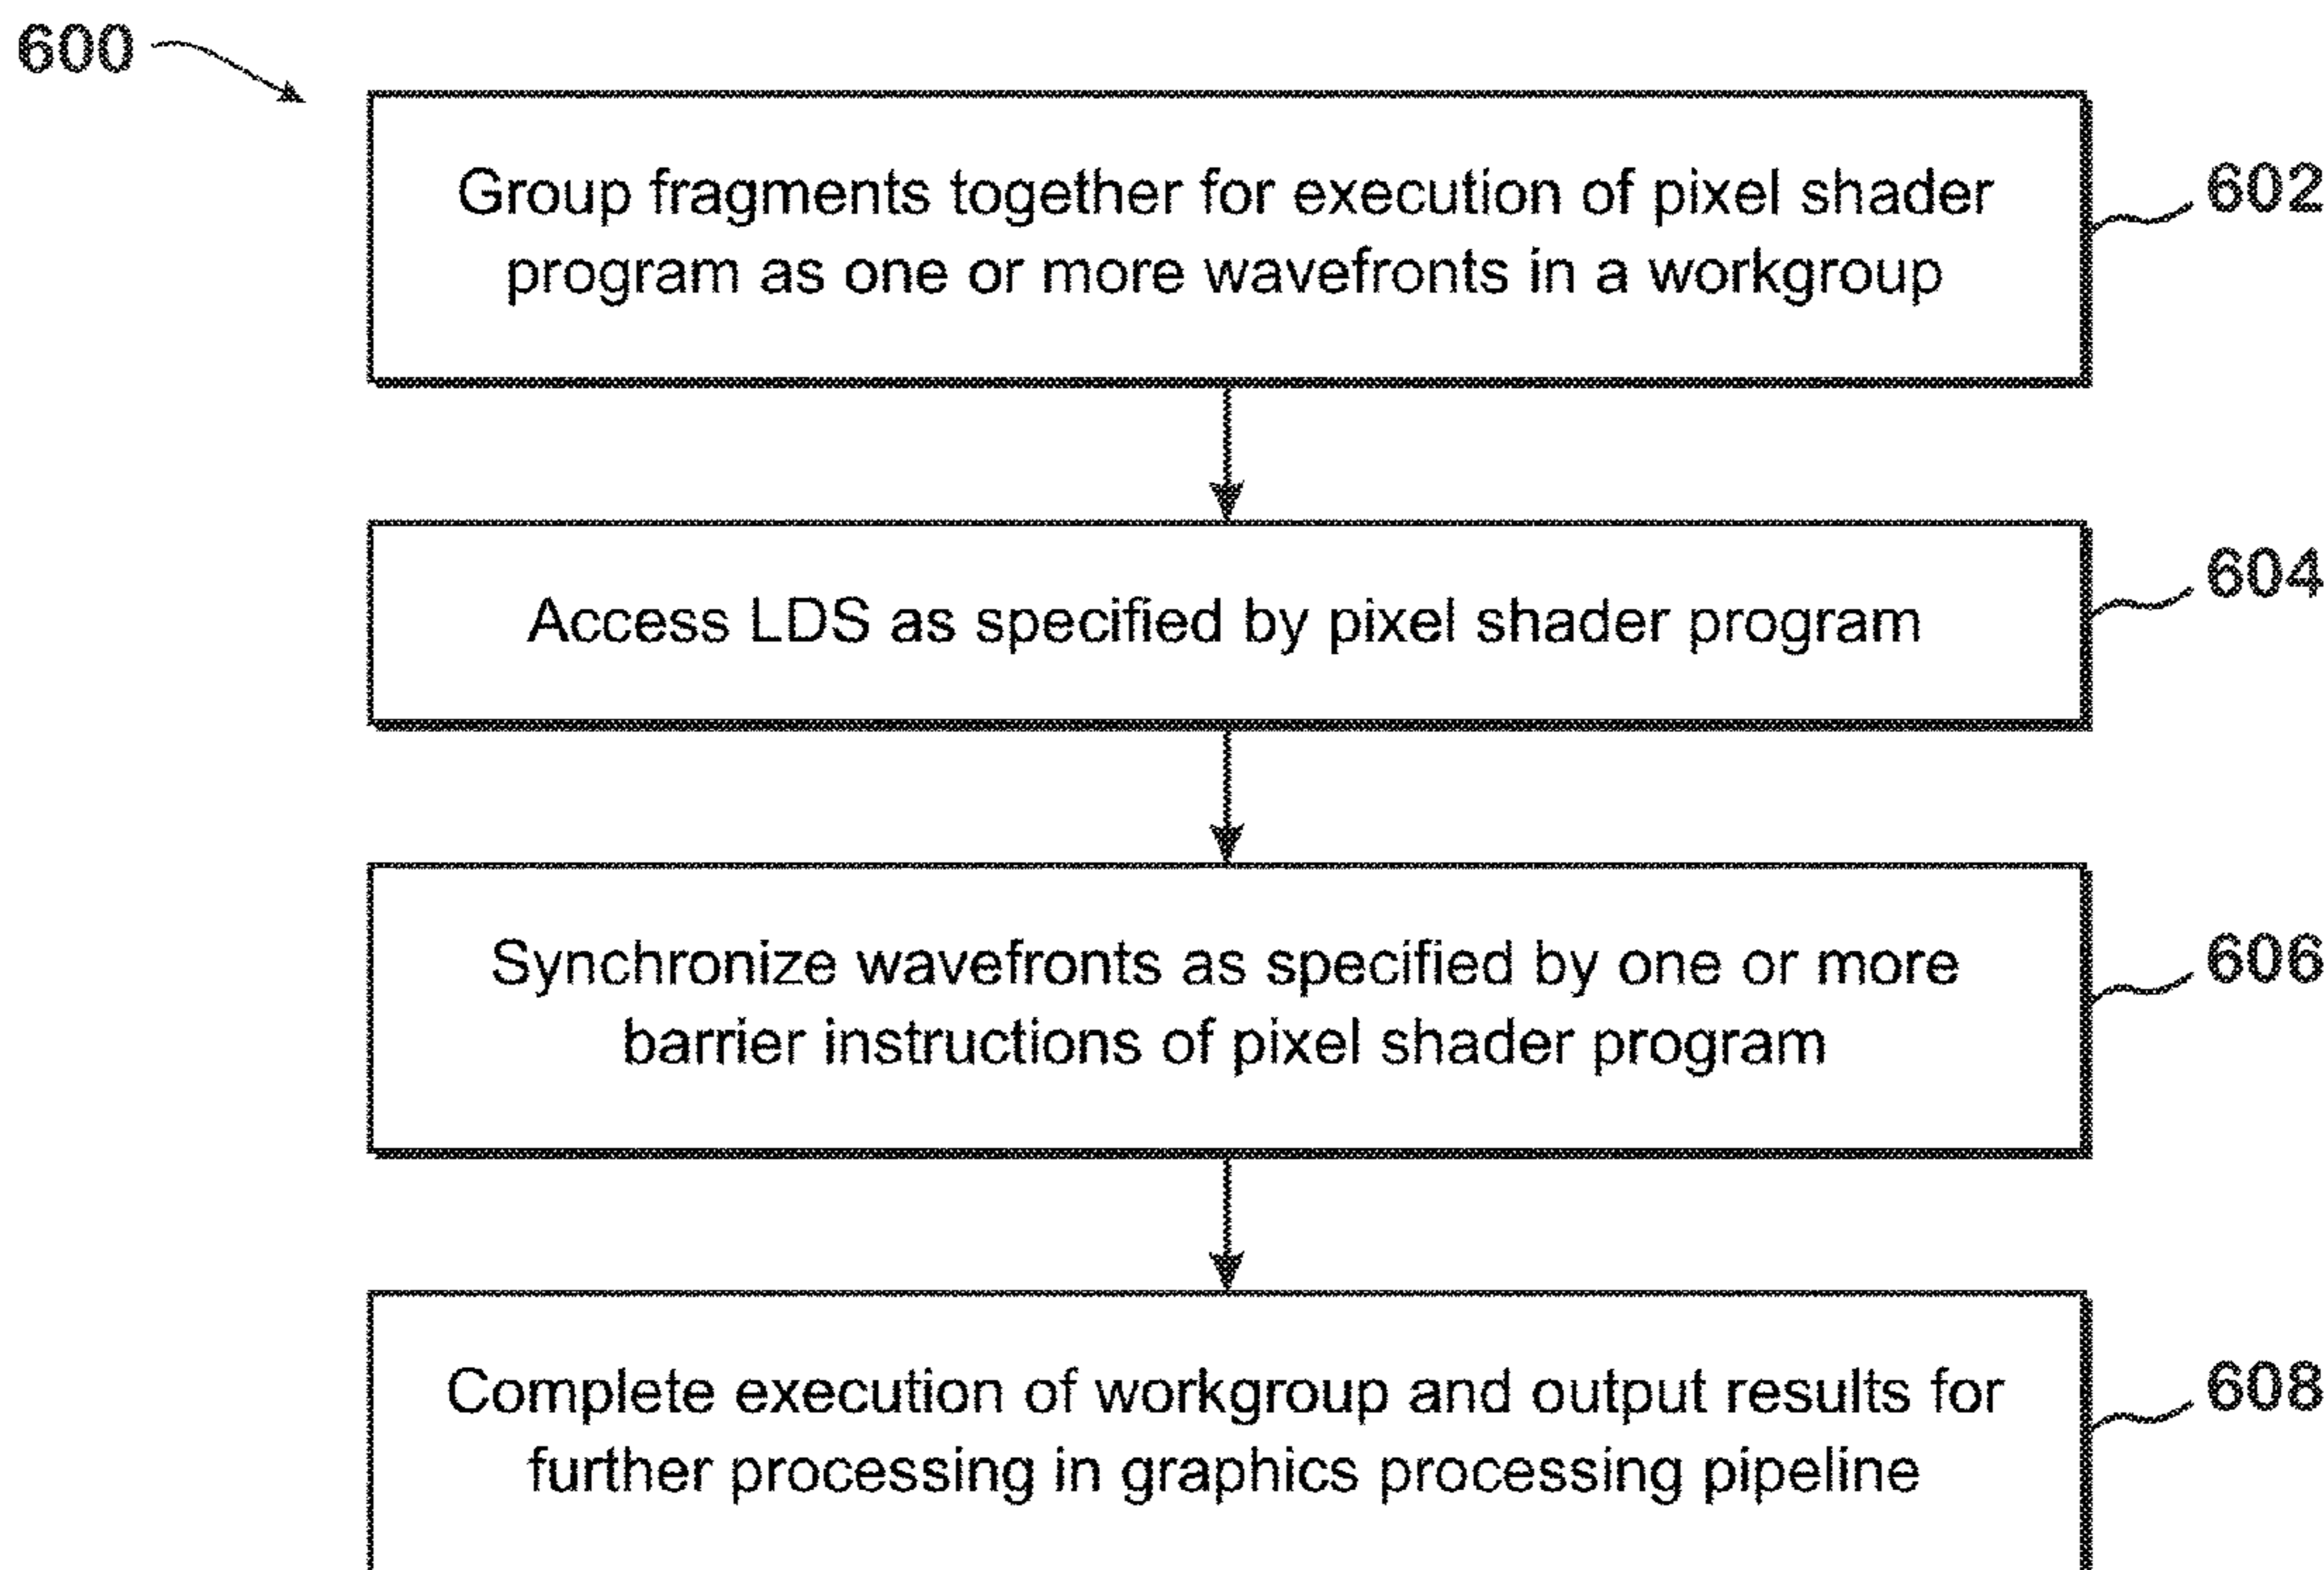 600
Group fragments together for execution of pixel shader
program as one or more wavefronts in a workgroup
602
Access LDS as specified by pixel shader program
604
Synchronize wavefronts as specified by one or more
barrier instructions of pixel shader program
606
Complete execution of workgroup and output results for
further processing in graphics processing pipeline
608